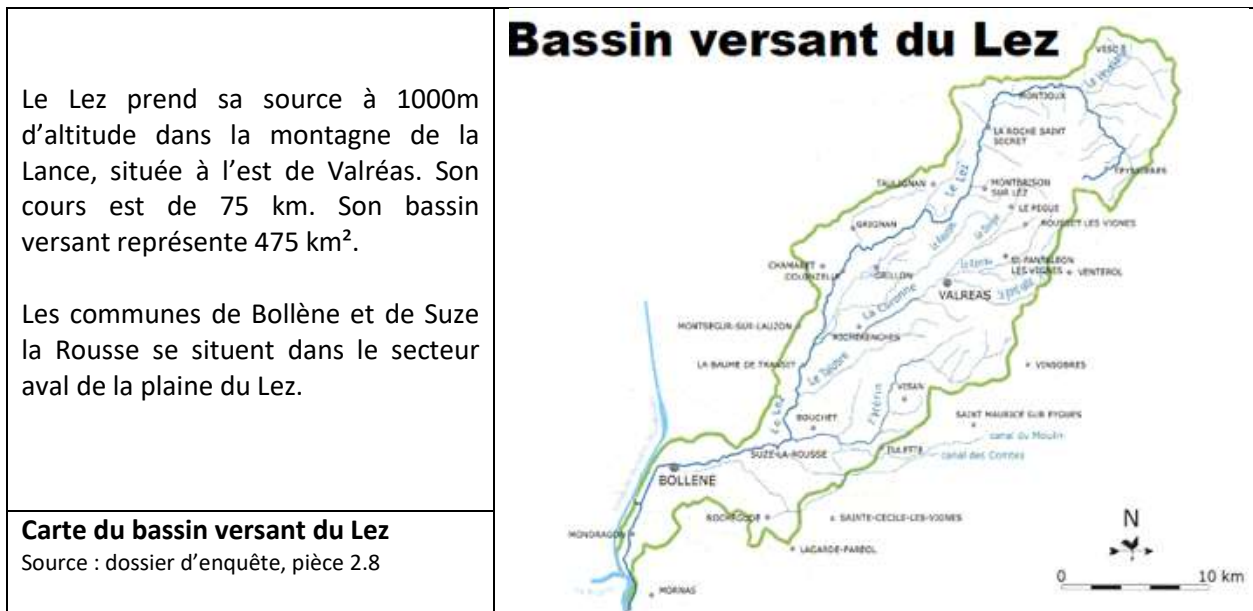 Le Lez prend sa source à 1000m
d’altitude dans la montagne de la
Lance, située à l’est de Valréas. Son
cours est de 75 km. Son bassin
versant représente 475 km².
Les communes de Bollène et de Suze
la Rousse se situent dans le secteur
aval de la plaine du Lez.
Carte du bassin versant du Lez
Source : dossier d’enquête, pièce 2.8
Bassin versant du Lez
MONTJOUX
LA ROCHE SAINT
SECRET
TEYSSIERES
TAULIGNAN
Le Lez
MONTBRISON
SUR LEZ
LE PEGUE
ROUSSET LES VIGNES
GRIGNAN
CHAMARET
COLONZELLE
GRILLON
ST-PANTALEON
LES VIGNES
VENTEROL
VALREAS
La Coronne
MONTSEGUR-SUR-LAUZON
RICHERENCHES
LA BAUME DE TRANSIT
Le Talobre
VINSOBRES
VISAN
l'Hérin
Le Lez
BOUCHET
SAINT MAURICE SUR EYGUES
canal du Moulin
SUZE-LA-ROUSSE
TULETTE
canal des Comtes
BOLLENE
ROCHEGUDE
SAINTE-CECILE-LES-VIGNES
MONDRAGON
LAGARDE-PAREOL
MORNAS
N
0
10 km